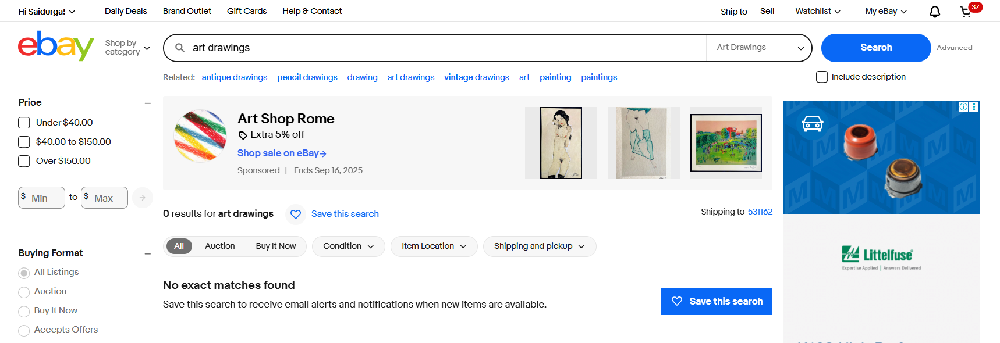 Hi Saidurga!
Daily Deals
Brand Outlet
Gift Cards
Help & Contact
Ship to
Sell
Watchlist
My eBay
37
ebay
Shop by
category
art drawings
Art Drawings
Search
Advanced
Related: antique drawings pencil drawings drawing art drawings vintage drawings art painting paintings
Include description
Price
Under $40.00
$40.00 to $150.00
Over $150.00
$ Min to $ Max
Buying Format
All Listings
Auction
Buy It Now
Accepts Offers
Art Shop Rome
Extra 5% off
Shop sale on eBay→
Sponsored | Ends Sep 16, 2025
0 results for art drawings
Save this search
Shipping to 531162
All
Auction
Buy It Now
Condition
Item Location
Shipping and pickup
No exact matches found
Save this search to receive email alerts and notifications when new items are available.
Save this search
Littelfuse®
Expertise Applied | Answers Delivered